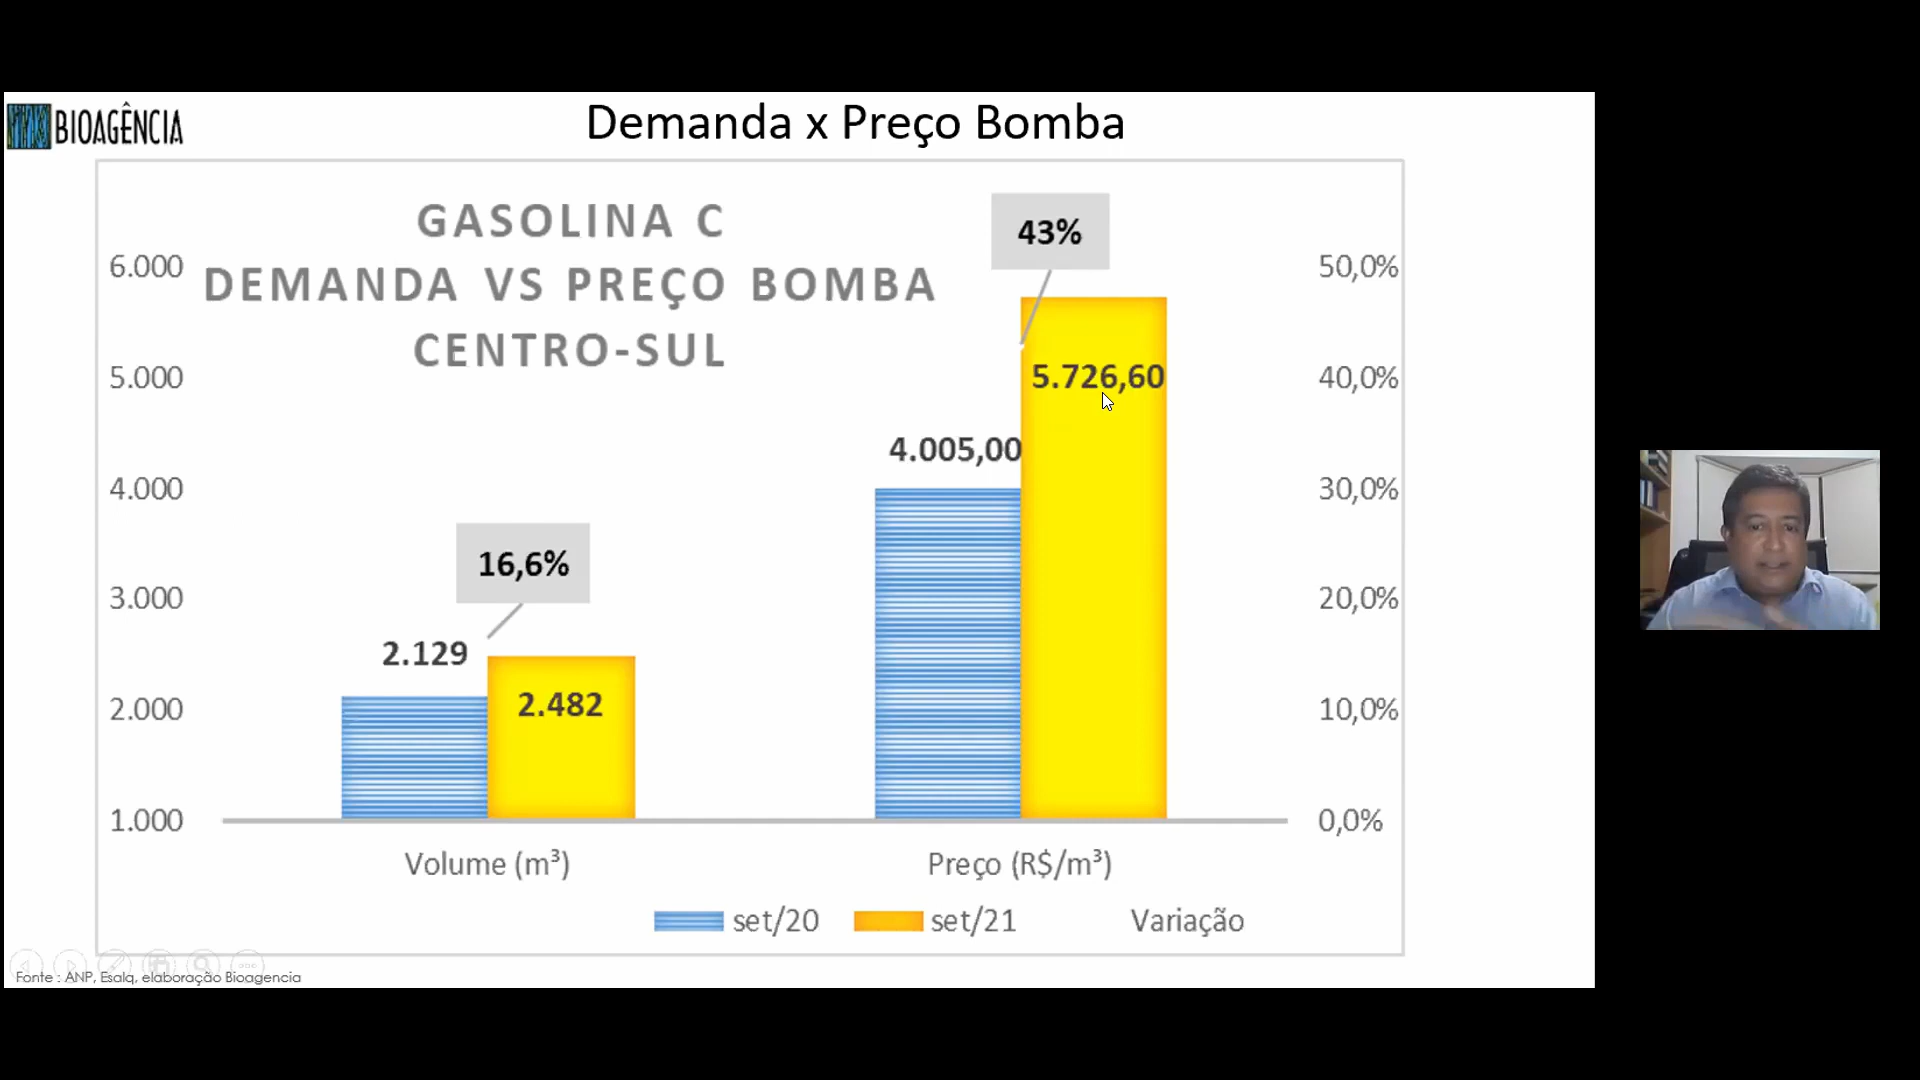 BIOAGÊNCIA
Demanda x Preço Bomba
GASOLINA C
DEMANDA VS PREÇO BOMBA
CENTRO-SUL
43%
6.000
5.000
4.000
3.000
2.000
1.000
50,0%
40,0%
30,0%
20,0%
10,0%
0,0%
16,6%
2.129
2.482
4.005,00
5.726,60
Volume (m³)
Preço (R$/m³)
set/20
set/21
Variação
Fonte : ANP, Esalq, elaboração Bioagencia